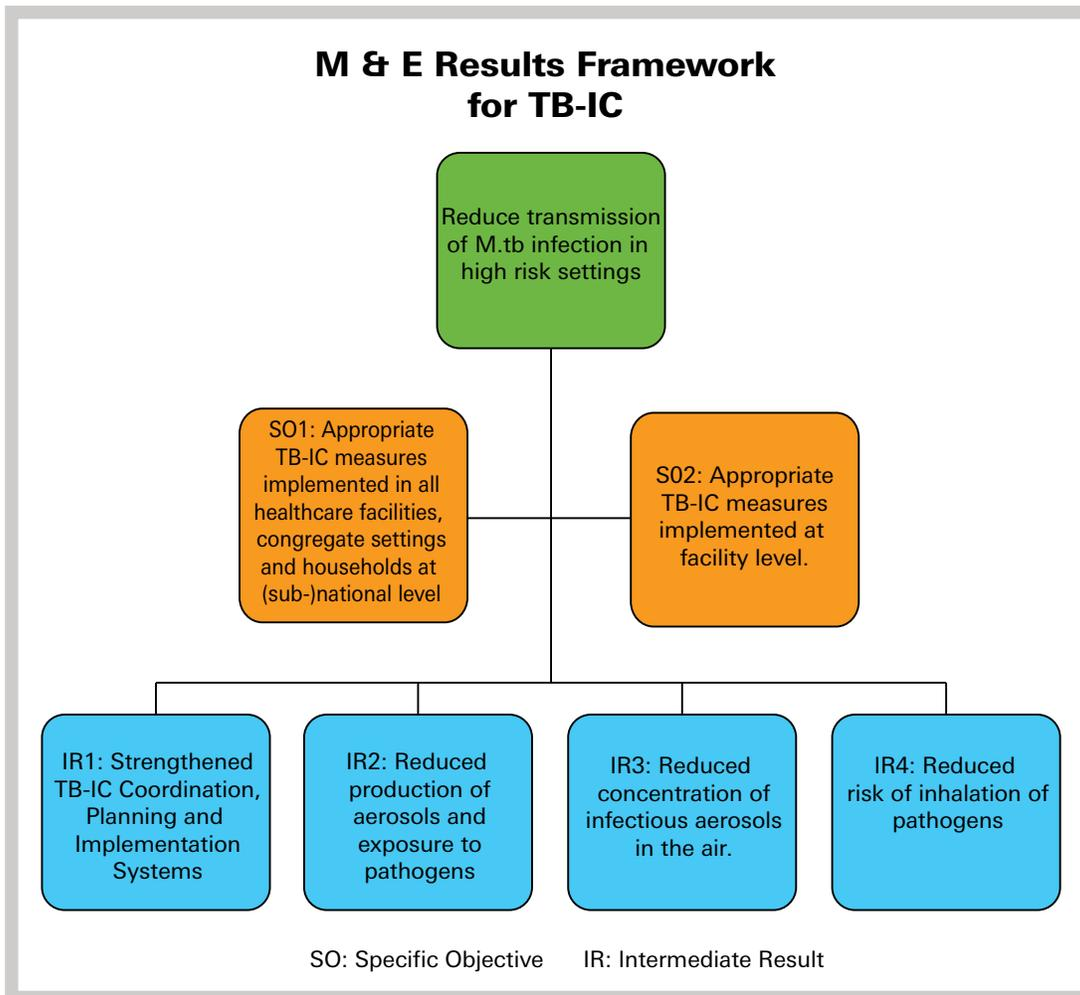 M & E Results Framework
for TB-IC
Reduce transmission
of M.tb infection in
high risk settings
SO1: Appropriate
TB-IC measures
implemented in all
healthcare facilities,
congregate settings
and households at
(sub-)national level
S02: Appropriate
TB-IC measures
implemented at
facility level.
IR1: Strengthened
TB-IC Coordination,
Planning and
Implementation
Systems
IR2: Reduced
production of
aerosols and
exposure to
pathogens
IR3: Reduced
concentration of
infectious aerosols
in the air.
IR4: Reduced
risk of inhalation of
pathogens
SO: Specific Objective IR: Intermediate Result